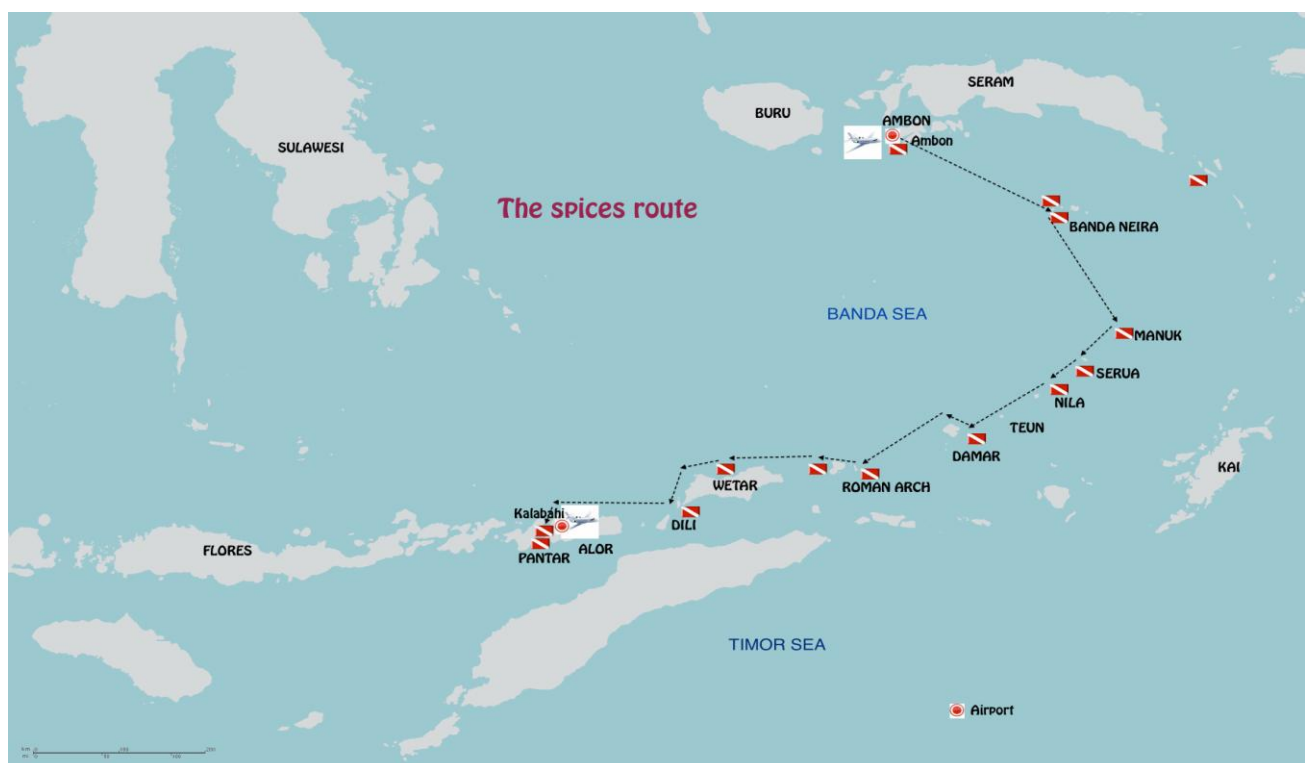 SERAM
BURU
AMBON
Ambon
SULAWESI
The spices route
BANDA NEIRA
BANDA SEA
MANUK
SERUA
NILA
TEUN
DAMAR
KAI
ROMAN ARCH
WETAR
Kalabahi
DILI
FLORES
ALOR
PANTAR
TIMOR SEA
Airport